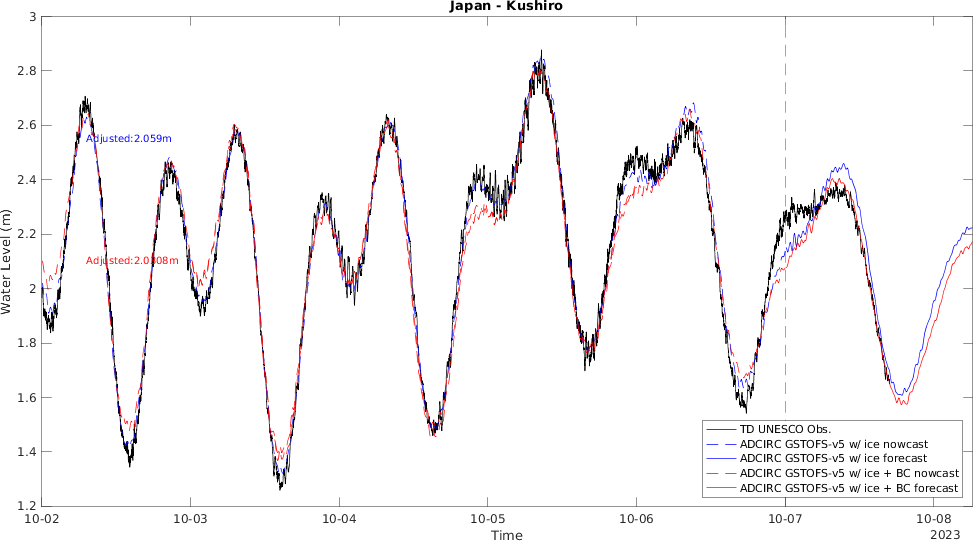 Japan - Kushiro
3
2.8
2.6
2.4
2.2
2
1.8
1.6
1.4
1.2
Water Level (m)
Adjusted:2.059m
Adjusted:2.0808m
TD UNESCO Obs.
ADCIRC GSTOFS-v5 w/ ice nowcast
ADCIRC GSTOFS-v5 w/ ice forecast
ADCIRC GSTOFS-v5 w/ ice + BC nowcast
ADCIRC GSTOFS-v5 w/ ice + BC forecast
10-02 10-03 10-04 10-05 10-06 10-07 10-08
Time
2023